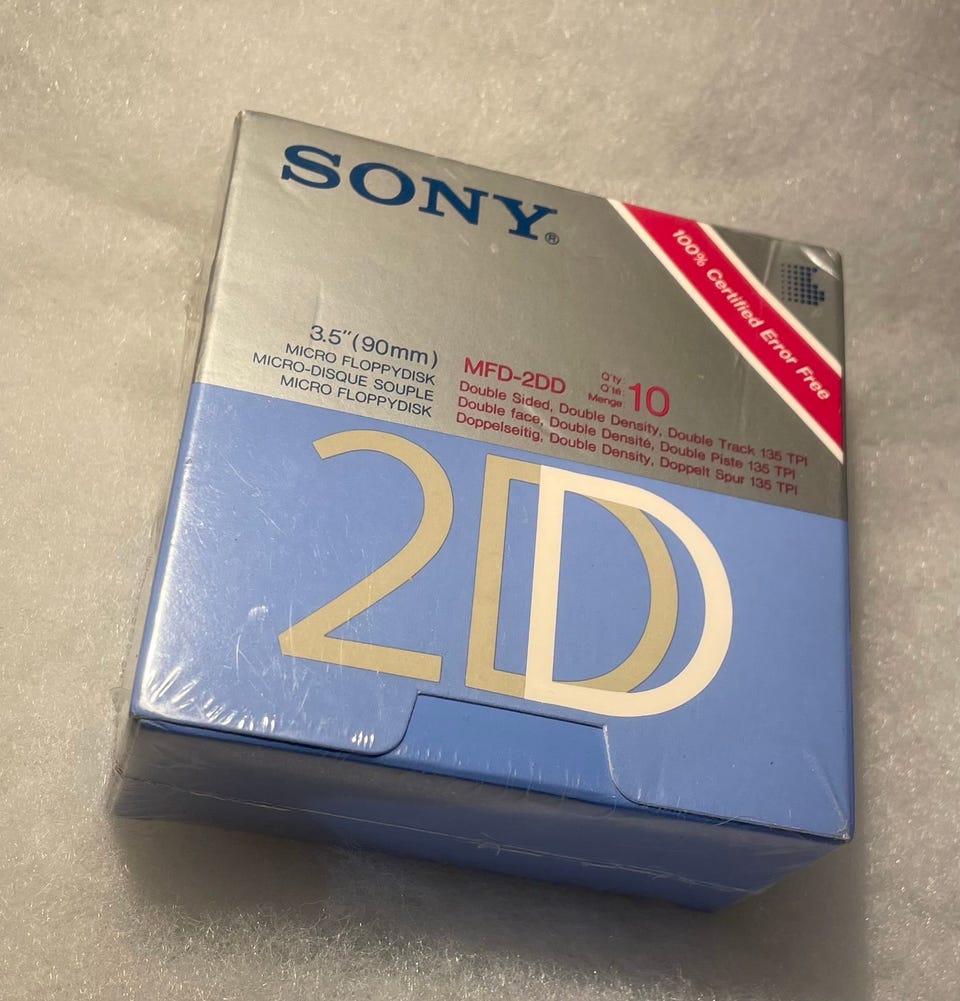 SONY®
100% Certified Error Free
3.5"(90mm)
MICRO FLOPPYDISK
MICRO-DISQUE SOUPLE
MICRO FLOPPYDISK
MFD-2DD
Q'ty:
Q'té:
Menge:
10
Double Sided, Double Density, Double Track 135 TPI
Double face, Double Densité, Double Piste 135 TPI
Doppelseitig, Double Density, Doppelt Spur 135 TPI
2DD